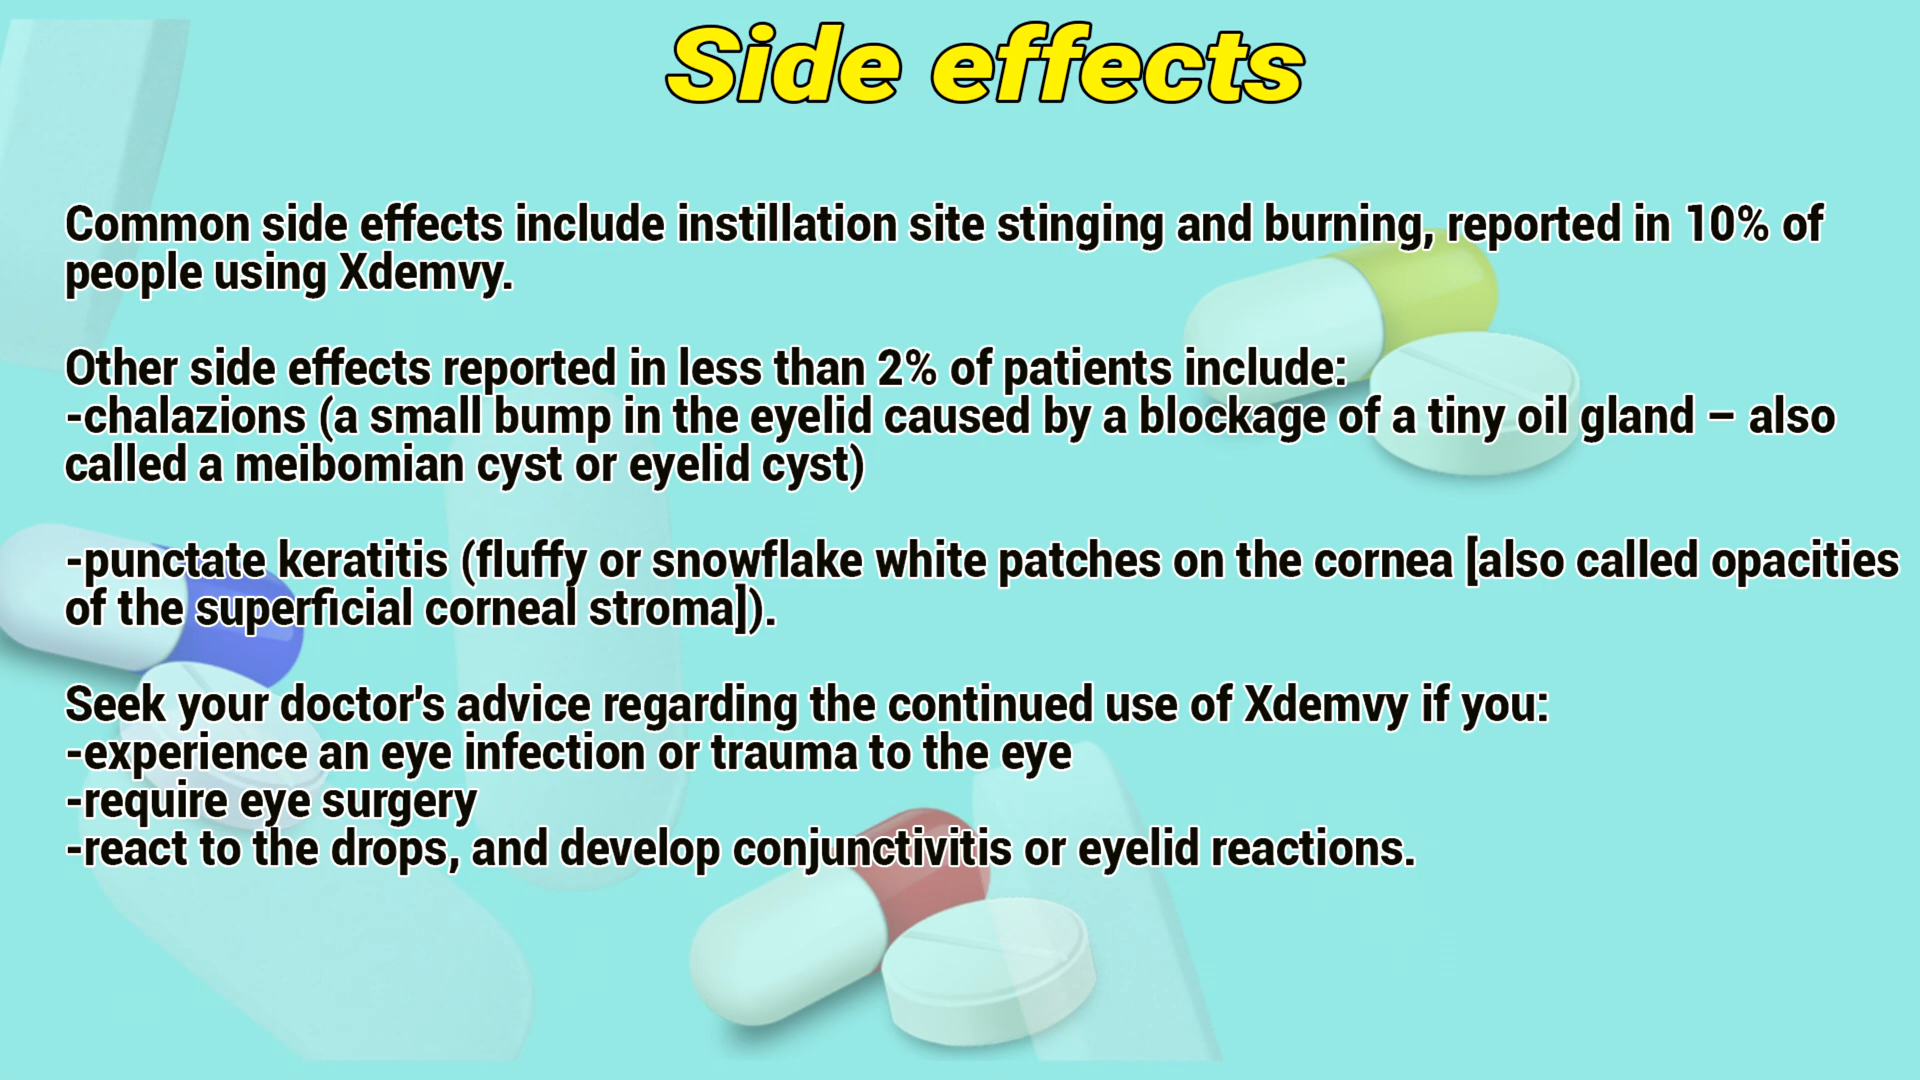 Side effects
Common side effects include instillation site stinging and burning, reported in 10% of
people using Xdemvy.
Other side effects reported in less than 2% of patients include:
-chalazions (a small bump in the eyelid caused by a blockage of a tiny oil gland – also
called a meibomian cyst or eyelid cyst)
-punctate keratitis (fluffy or snowflake white patches on the cornea [also called opacities
of the superficial corneal stroma]).
Seek your doctor's advice regarding the continued use of Xdemvy if you:
-experience an eye infection or trauma to the eye
-require eye surgery
-react to the drops, and develop conjunctivitis or eyelid reactions.